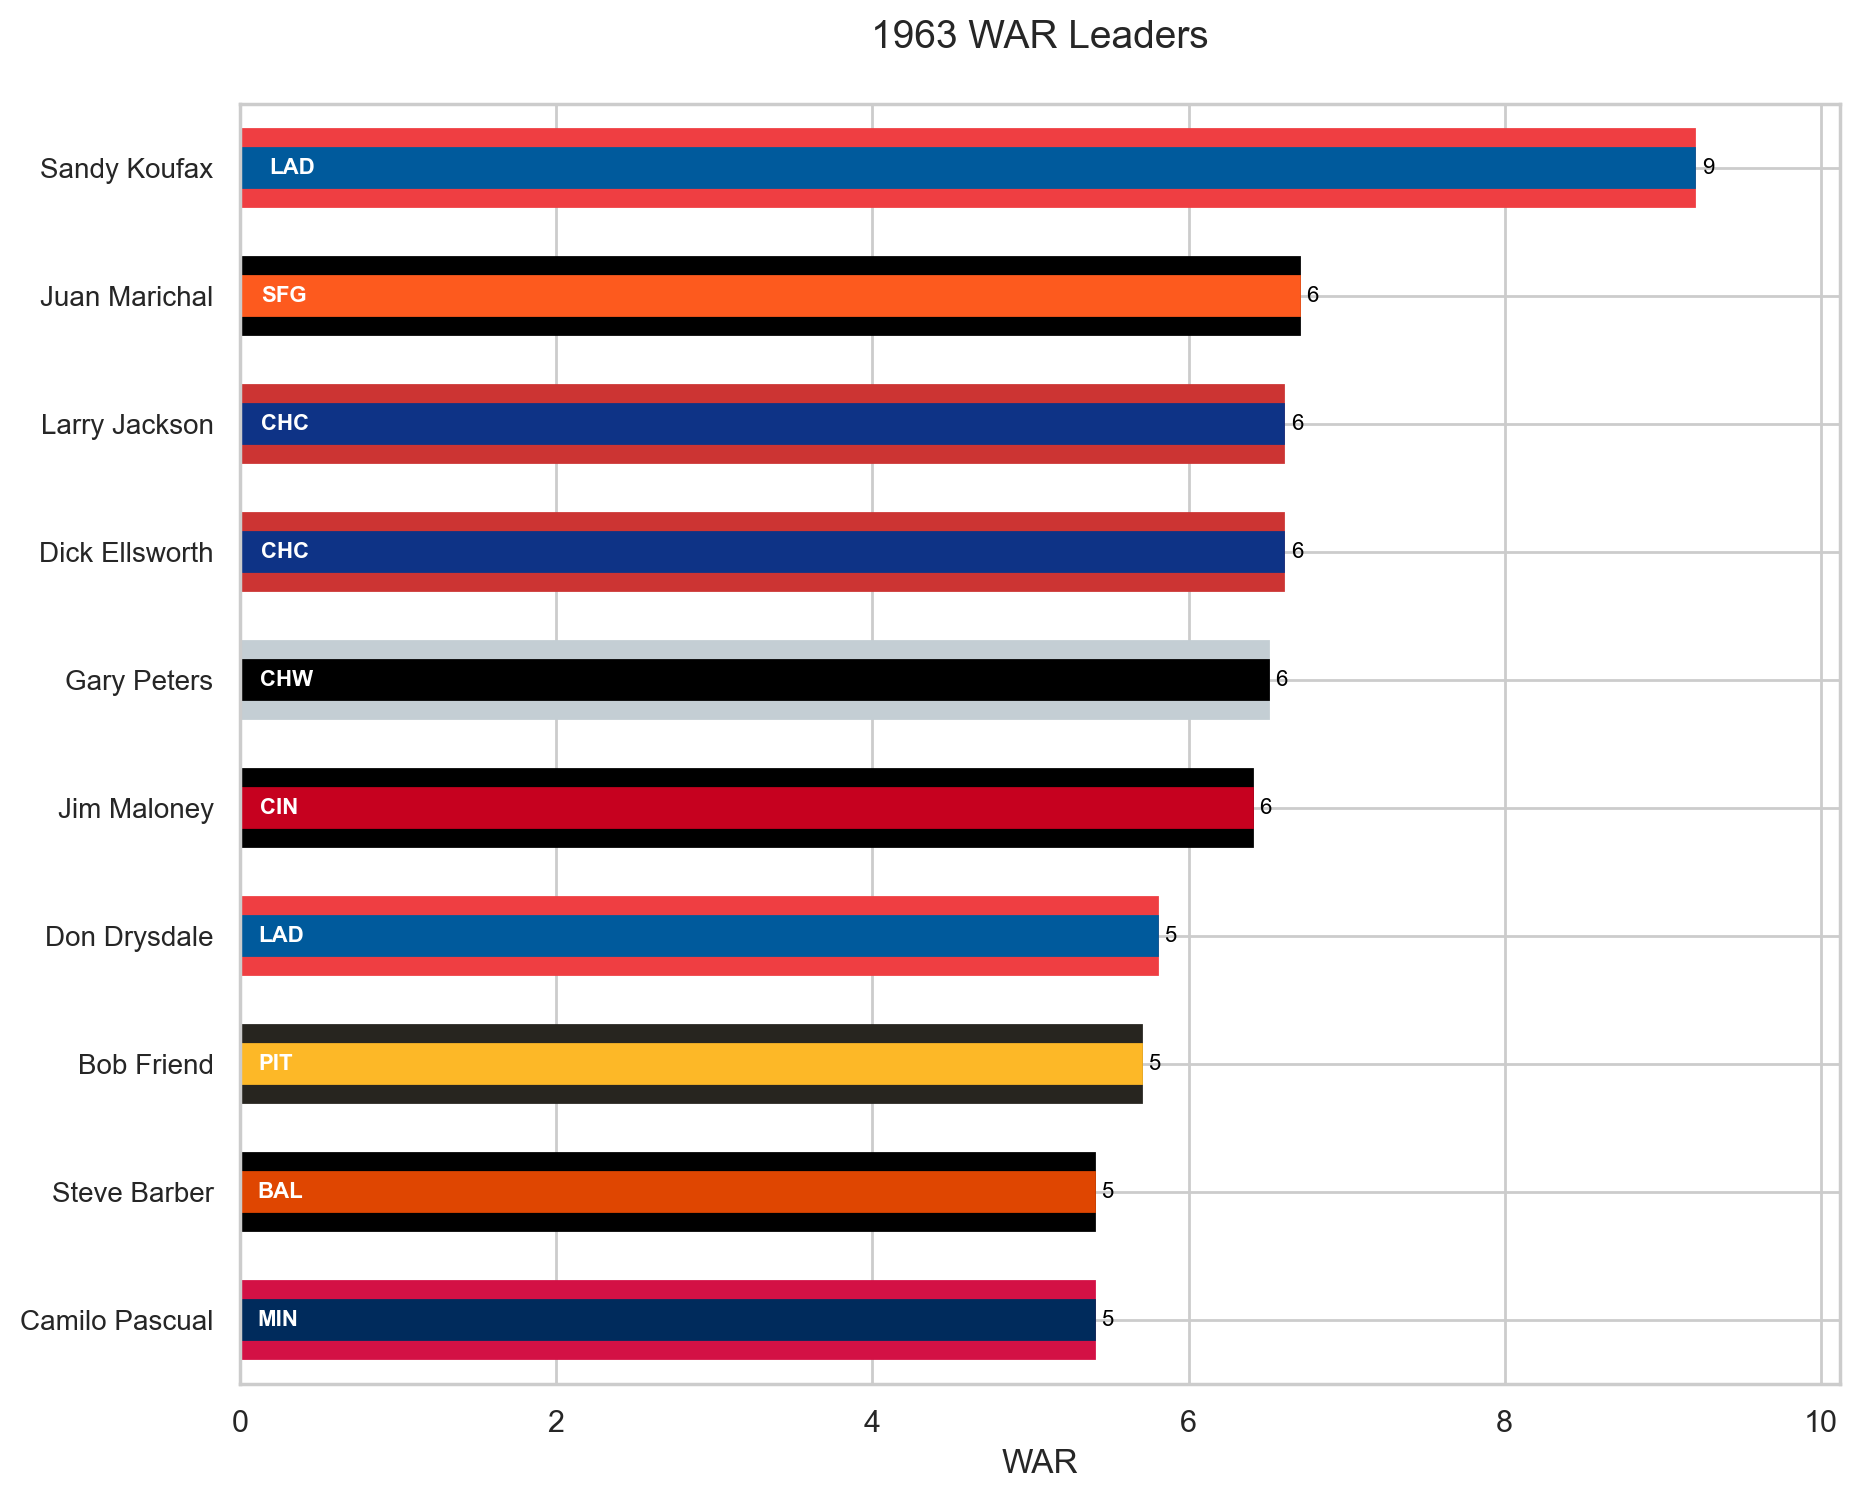 1963 WAR Leaders
Sandy Koufax LAD 9
Juan Marichal SFG 6
Larry Jackson CHC 6
Dick Ellsworth CHC 6
Gary Peters CHW 6
Jim Maloney CIN 6
Don Drysdale LAD 5
Bob Friend PIT 5
Steve Barber BAL 5
Camilo Pascual MIN 5
0 2 4 6 8 10
WAR